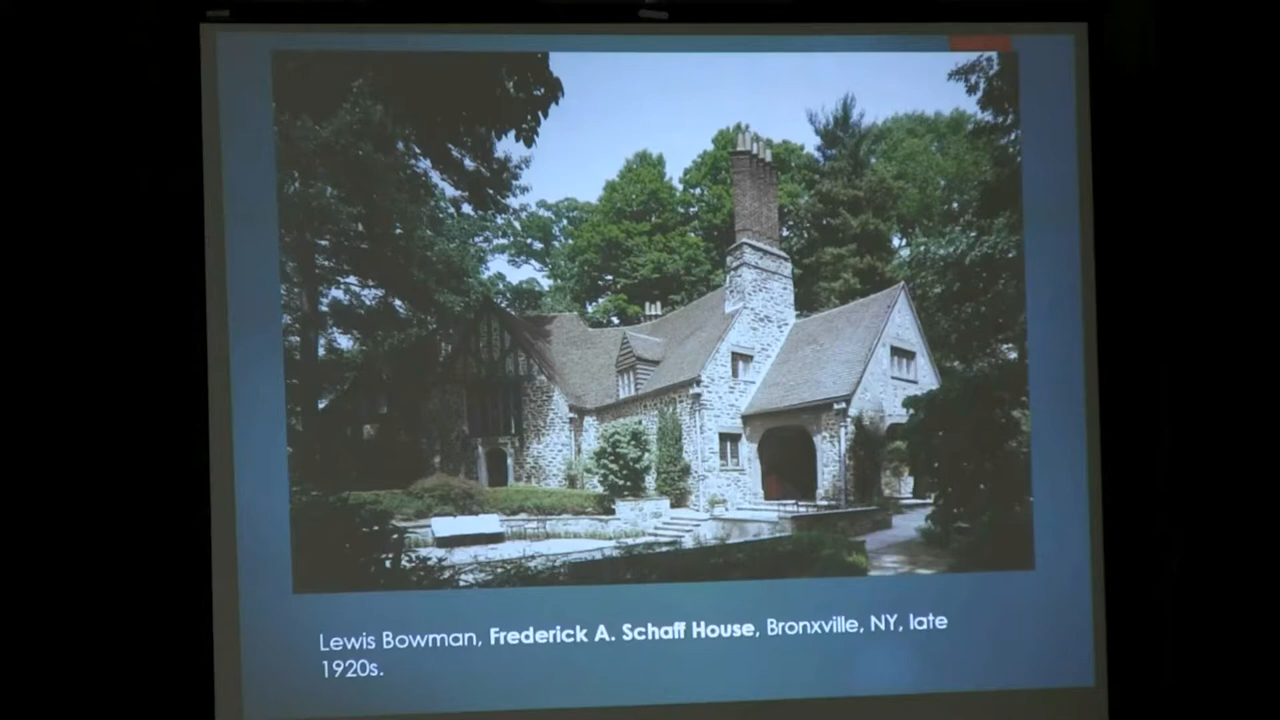 Lewis Bowman, Frederick A. Schaff House, Bronxville, NY, late
1920s.